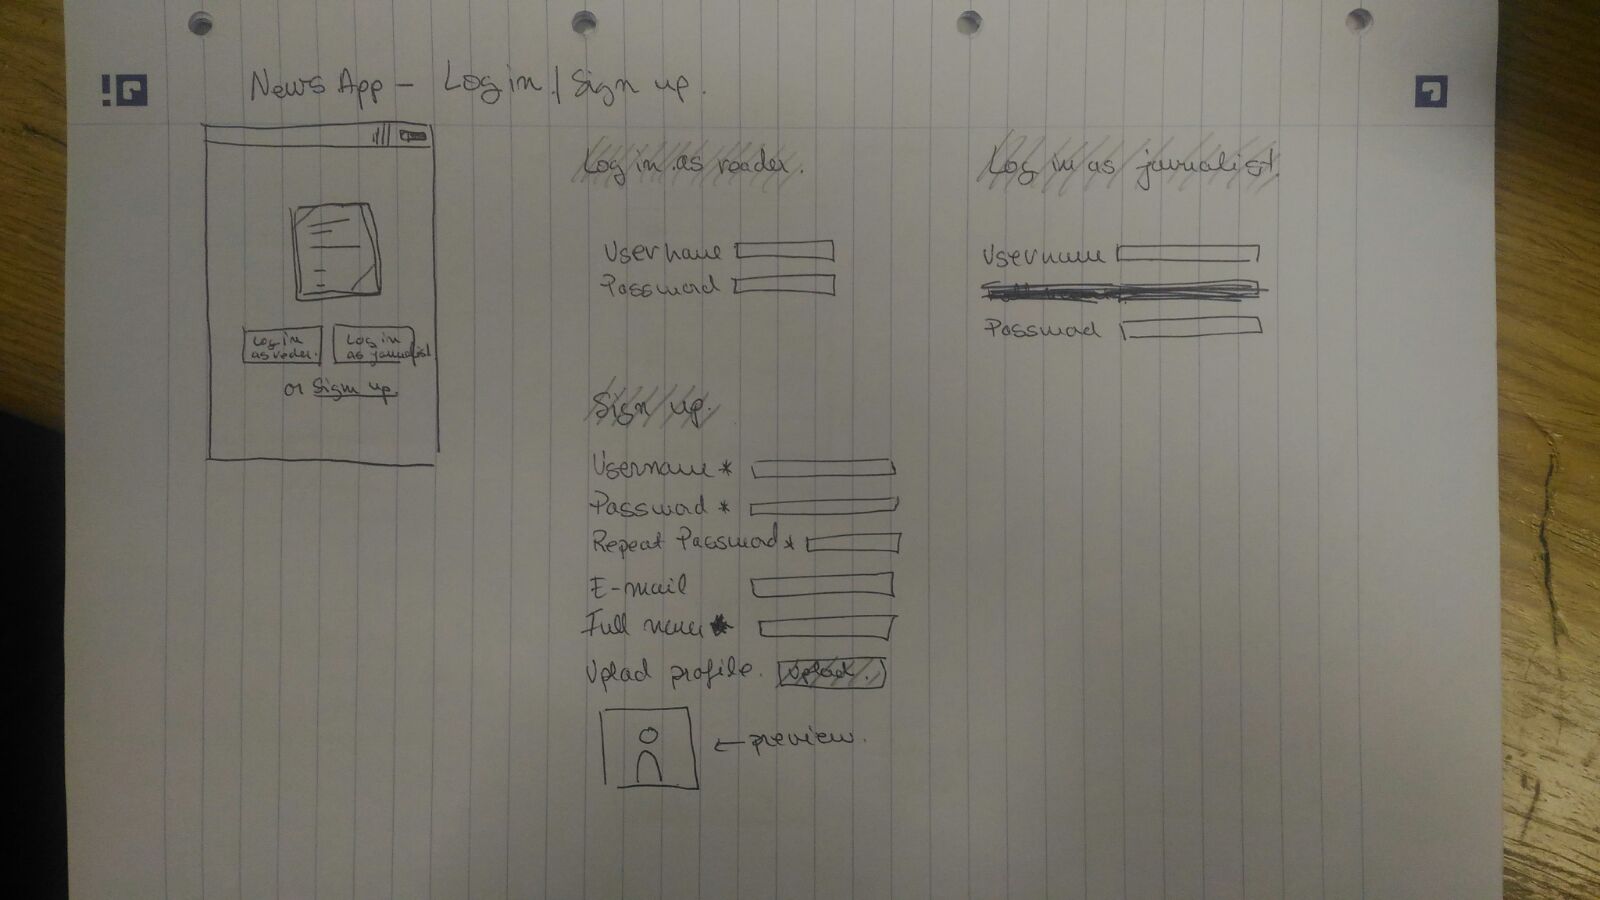 News App - Log in / Sign up.
Log in as reader.
Log in as journalist.
Username
Password
Username
Password
Log in
as reader.
Log in
as journalist
or Sign up
Sign up.
Username *
Password *
Repeat Password *
E-mail
Full name *
Uplad profile. Upload.
← preview.